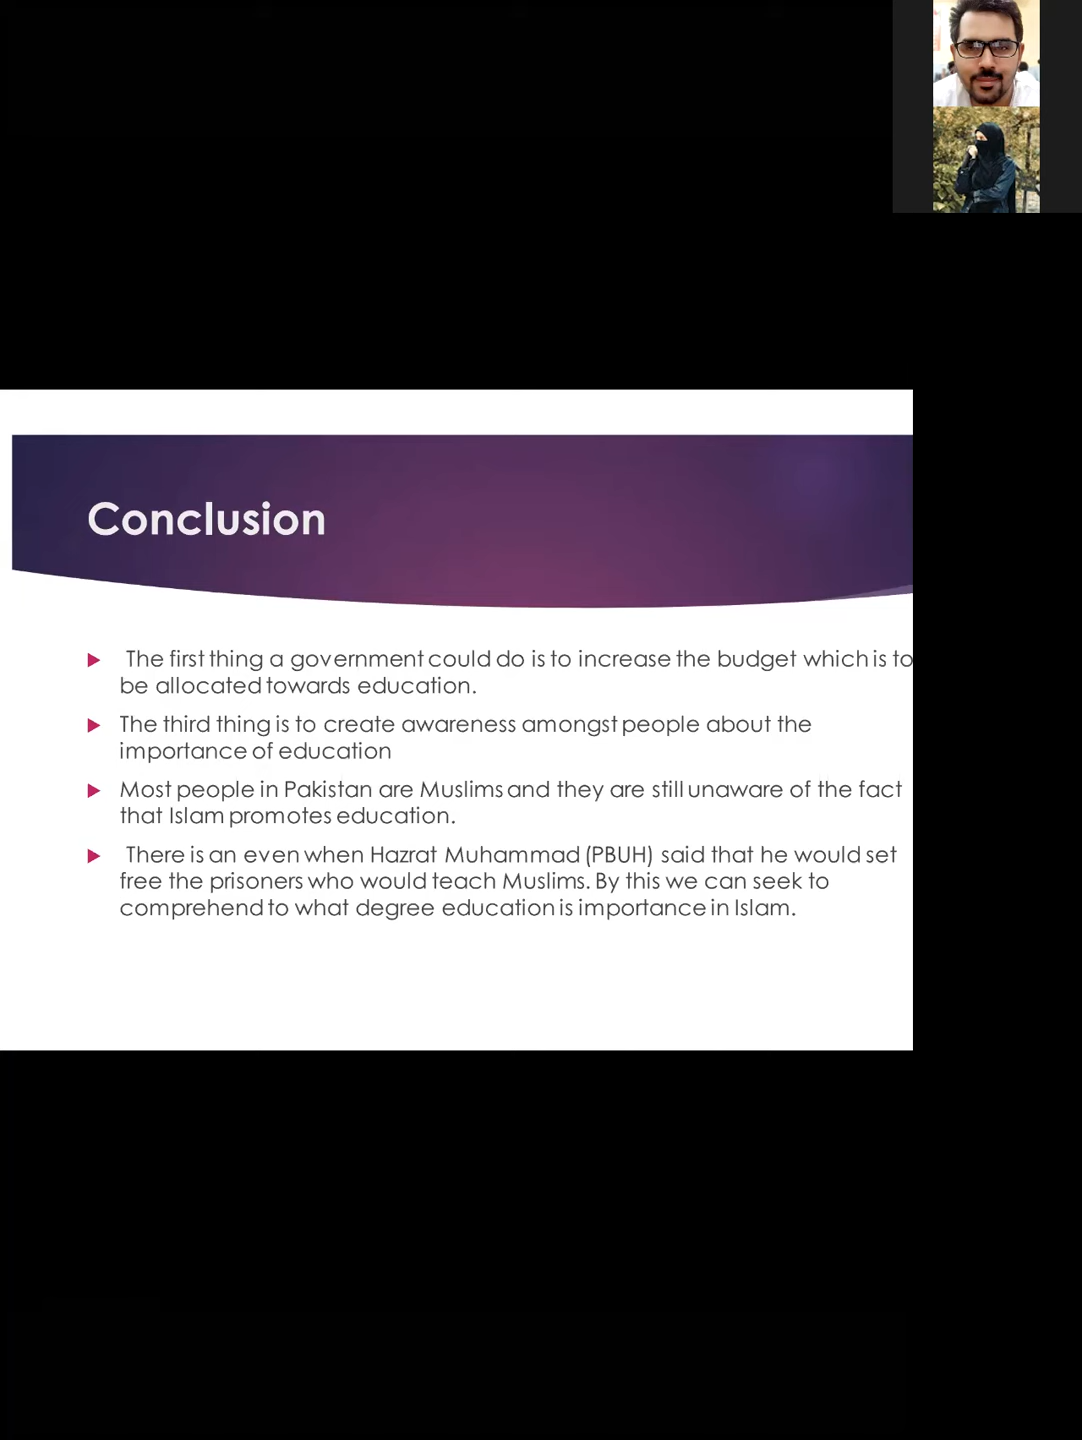 Conclusion
The first thing a government could do is to increase the budget which is to
be allocated towards education.
The third thing is to create awareness amongst people about the
importance of education
Most people in Pakistan are Muslims and they are still unaware of the fact
that Islam promotes education.
There is an even when Hazrat Muhammad (PBUH) said that he would set
free the prisoners who would teach Muslims. By this we can seek to
comprehend to what degree education is importance in Islam.